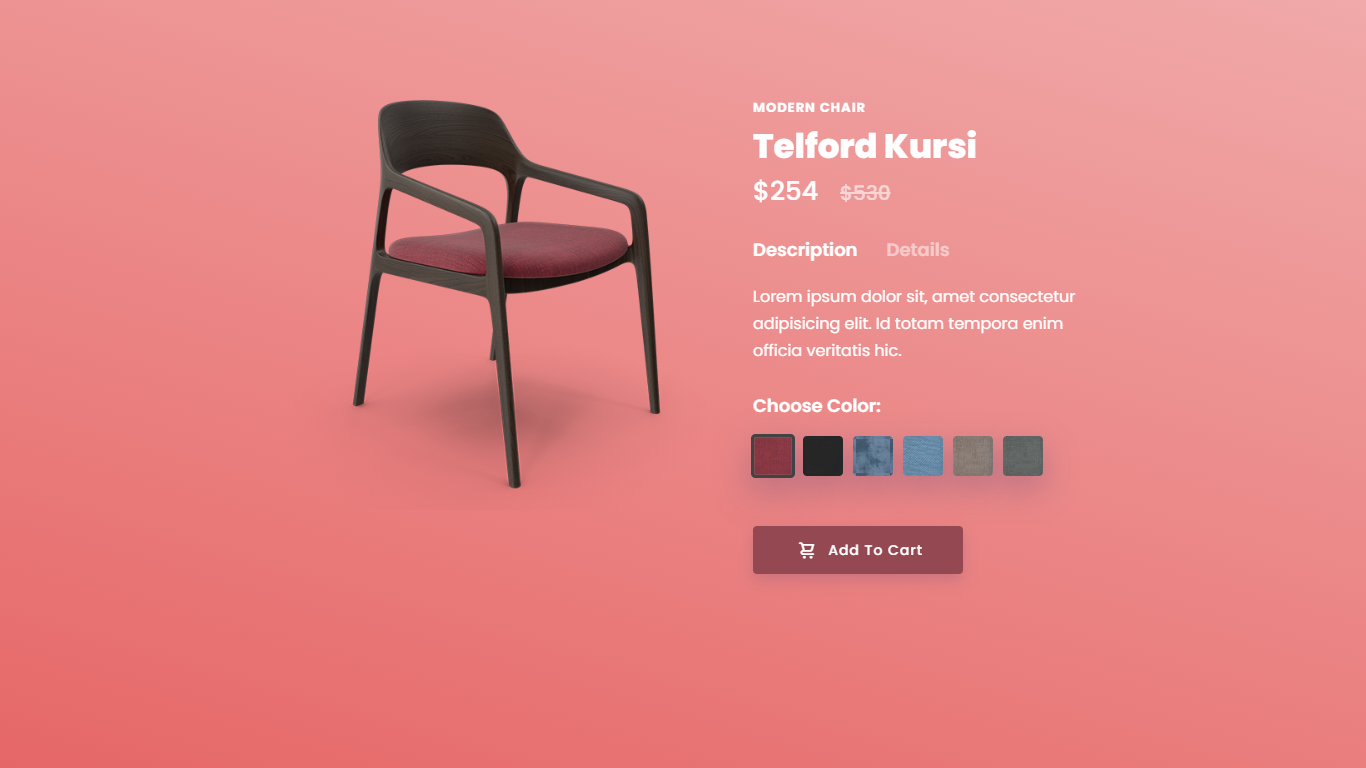 MODERN CHAIR
Telford Kursi
$254 $530
Description Details
Lorem ipsum dolor sit, amet consectetur
adipisicing elit. Id totam tempora enim
officia veritatis hic.
Choose Color:
Add To Cart